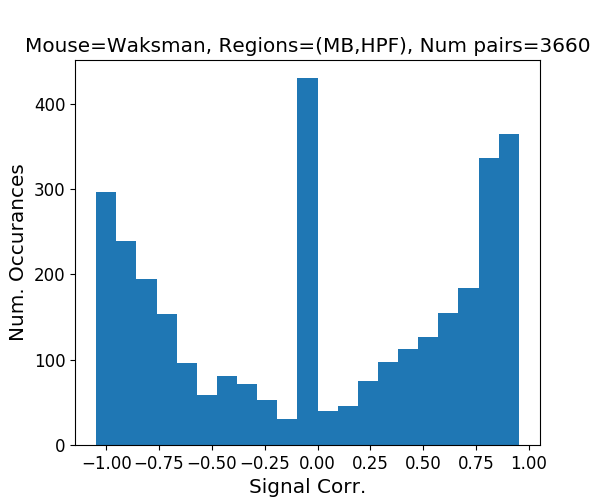 Mouse=Waksman, Regions=(MB,HPF), Num pairs=3660
Num. Occurances
400
300
200
100
0
−1.00 −0.75 −0.50 −0.25 0.00 0.25 0.50 0.75 1.00
Signal Corr.